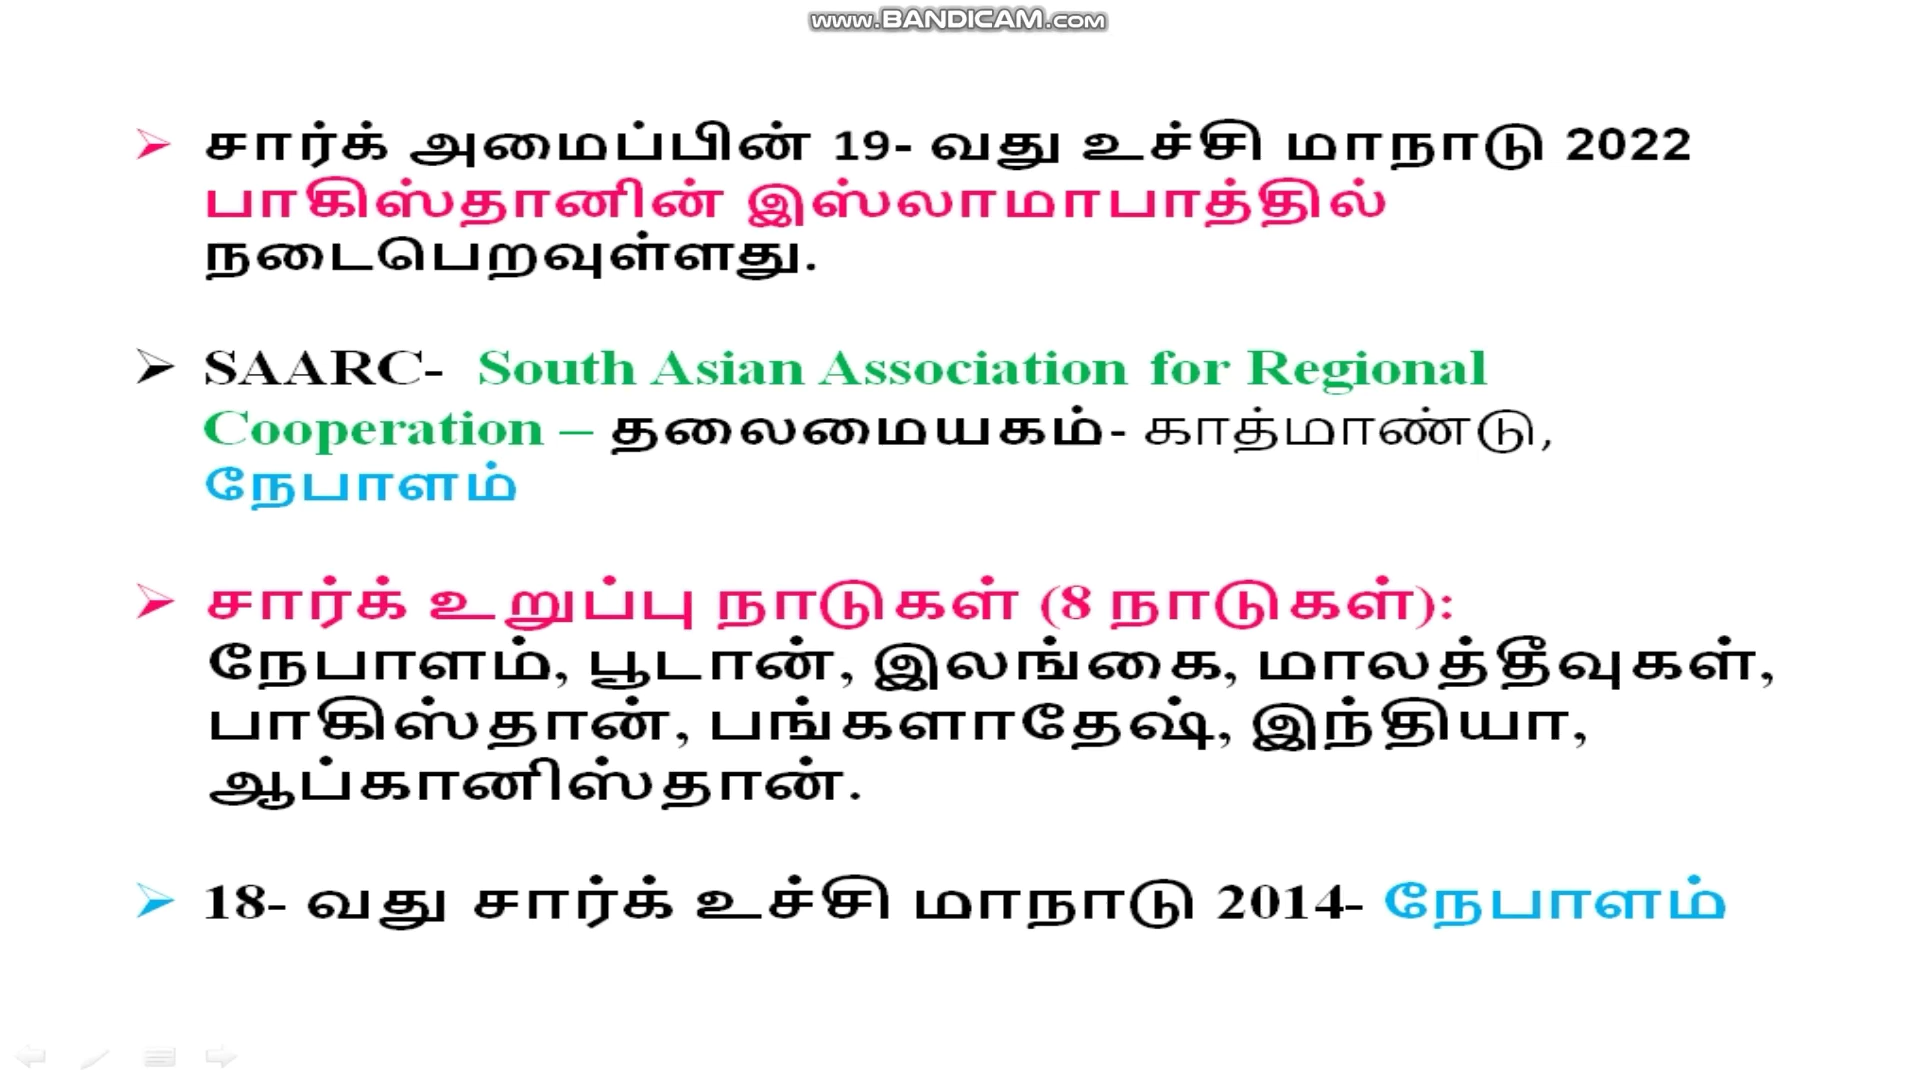 www.BANDICAM.com
சார்க் அமைப்பின் 19- வது உச்சி மாநாடு 2022
பாகிஸ்தானின் இஸ்லாமாபாத்தில்
நடைபெறவுள்ளது.
SAARC- South Asian Association for Regional
Cooperation – தலைமையகம்- காத்மாண்டு,
நேபாளம்
சார்க் உறுப்பு நாடுகள் (8 நாடுகள்):
நேபாளம், பூடான், இலங்கை, மாலத்தீவுகள்,
பாகிஸ்தான், பங்களாதேஷ், இந்தியா,
ஆப்கானிஸ்தான்.
18- வது சார்க் உச்சி மாநாடு 2014- நேபாளம்